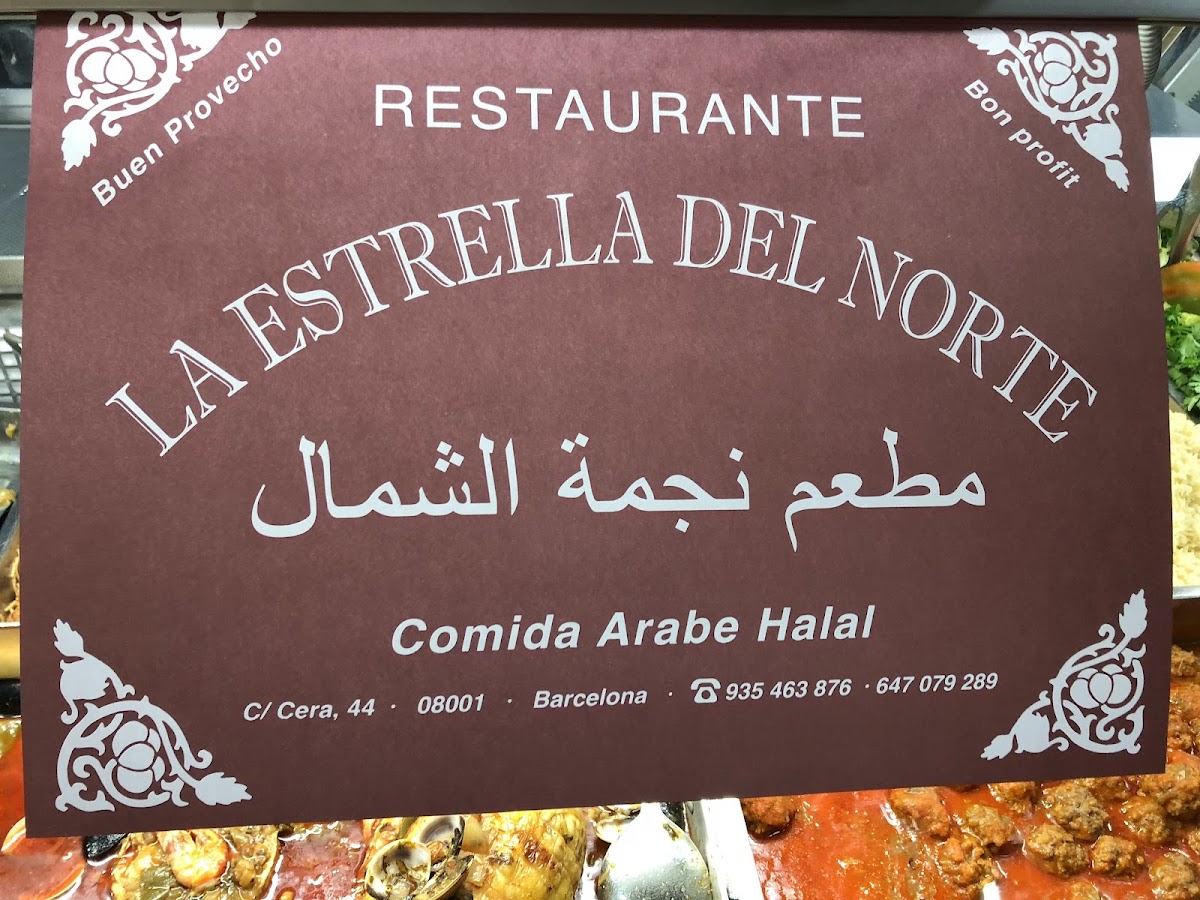 Buen Provecho
Bon profit
RESTAURANTE
LA ESTRELLA DEL NORTE
مطعم نجمة الشمال
Comida Arabe Halal
C/ Cera, 44 · 08001 · Barcelona · ☎ 935 463 876 · 647 079 289